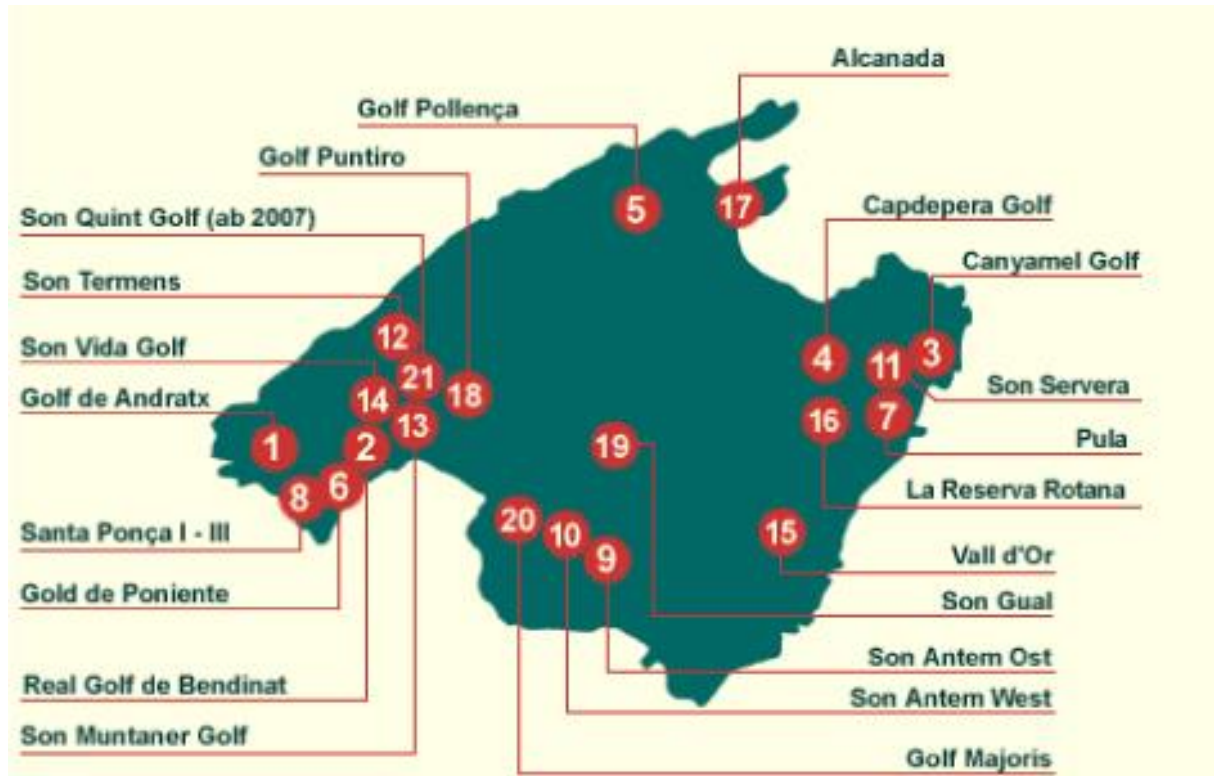 Alcanada
Golf Pollença
Golf Puntiro
Son Quint Golf (ab 2007)
Son Termens
Son Vida Golf
Golf de Andratx
Santa Ponça I - III
Gold de Poniente
Real Golf de Bendinat
Son Muntaner Golf
Capdepera Golf
Canyamel Golf
Son Servera
Pula
La Reserva Rotana
Vall d'Or
Son Gual
Son Antem Ost
Son Antem West
Golf Majoris
5
17
12
21
18
14
13
1
2
8
6
4
11
3
16
7
19
20
10
9
15